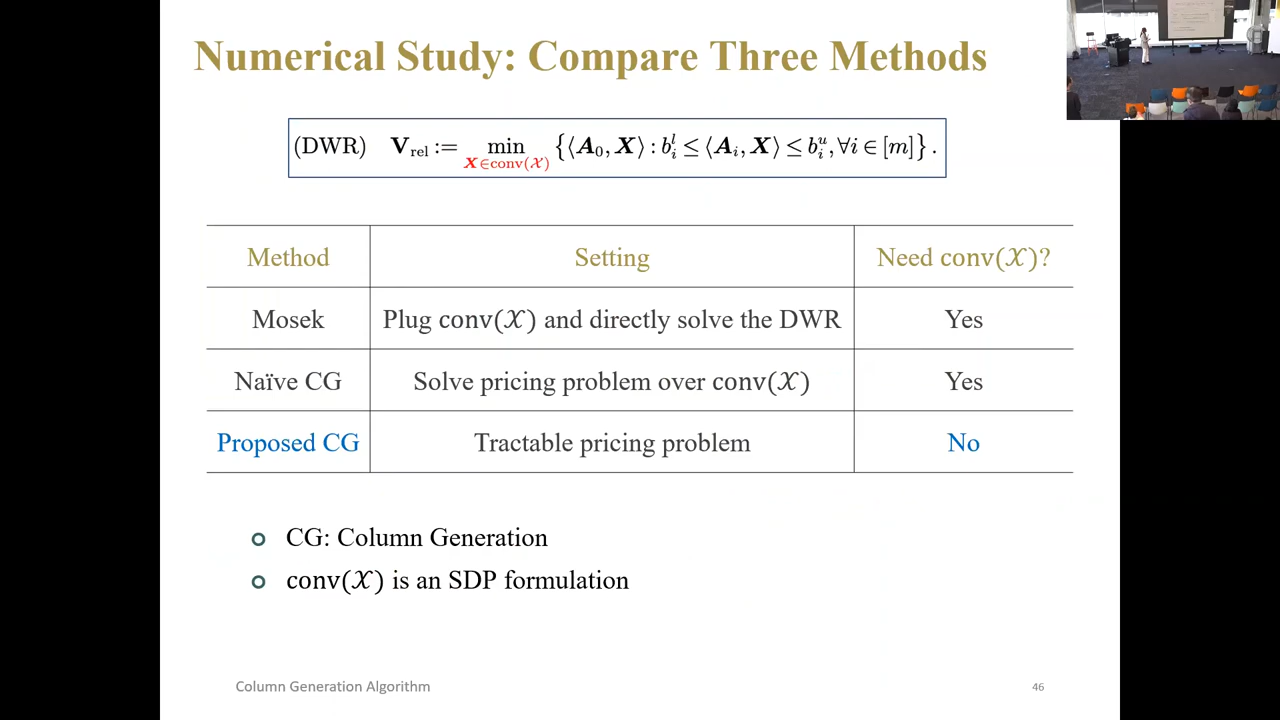 Numerical Study: Compare Three Methods
(DWR) V_rel := min_{X∈conv(𝒳)} {⟨A_0, X⟩ : b_i^l ≤ ⟨A_i, X⟩ ≤ b_i^u, ∀i ∈ [m]} .
Method Setting Need conv(𝒳)?
Mosek Plug conv(𝒳) and directly solve the DWR Yes
Naïve CG Solve pricing problem over conv(𝒳) Yes
Proposed CG Tractable pricing problem No
CG: Column Generation
conv(𝒳) is an SDP formulation
Column Generation Algorithm 46